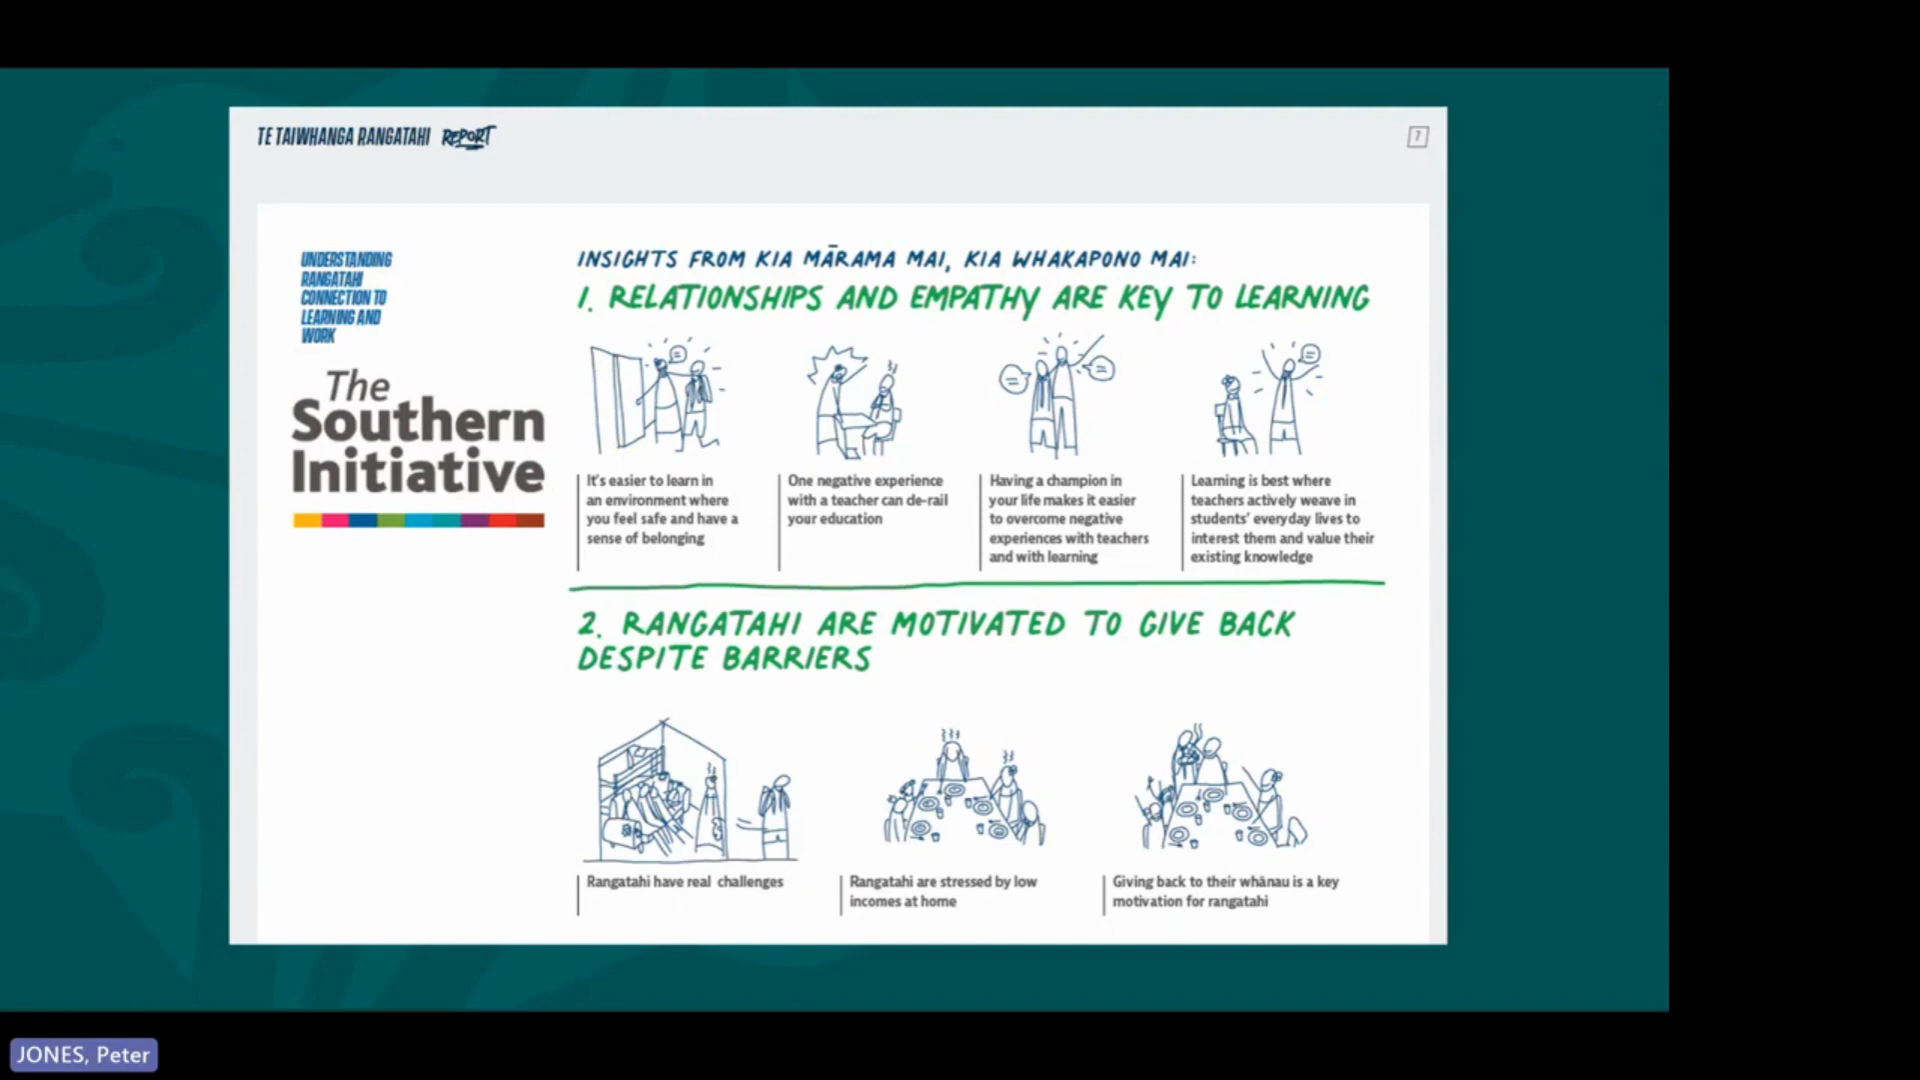 TE TAIWHANGA RANGATAHI REPORT
7
UNDERSTANDING
RANGATAHI
CONNECTION TO
LEARNING AND
WORK
The
Southern
Initiative
INSIGHTS FROM KIA MĀRAMA MAI, KIA WHAKAPONO MAI:
1. RELATIONSHIPS AND EMPATHY ARE KEY TO LEARNING
It's easier to learn in
an environment where
you feel safe and have a
sense of belonging
One negative experience
with a teacher can de-rail
your education
Having a champion in
your life makes it easier
to overcome negative
experiences with teachers
and with learning
Learning is best where
teachers actively weave in
students' everyday lives to
interest them and value their
existing knowledge
2. RANGATAHI ARE MOTIVATED TO GIVE BACK
DESPITE BARRIERS
Rangatahi have real challenges
Rangatahi are stressed by low
incomes at home
Giving back to their whānau is a key
motivation for rangatahi
JONES, Peter